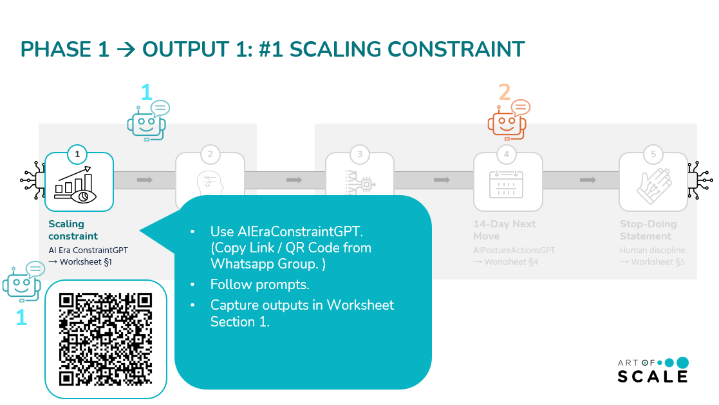 PHASE 1 → OUTPUT 1: #1 SCALING CONSTRAINT
1
2
1
2
3
4
5
Scaling
constraint
AI Era ConstraintGPT
→ Worksheet §1
14-Day Next
Move
AIPostureActionsGPT
→ Worksheet §4
Stop-Doing
Statement
Human discipline
→ Worksheet §5
• Use AIEraConstraintGPT.
(Copy Link / QR Code from
Whatsapp Group. )
• Follow prompts.
• Capture outputs in Worksheet
Section 1.
1
ART OF
SCALE